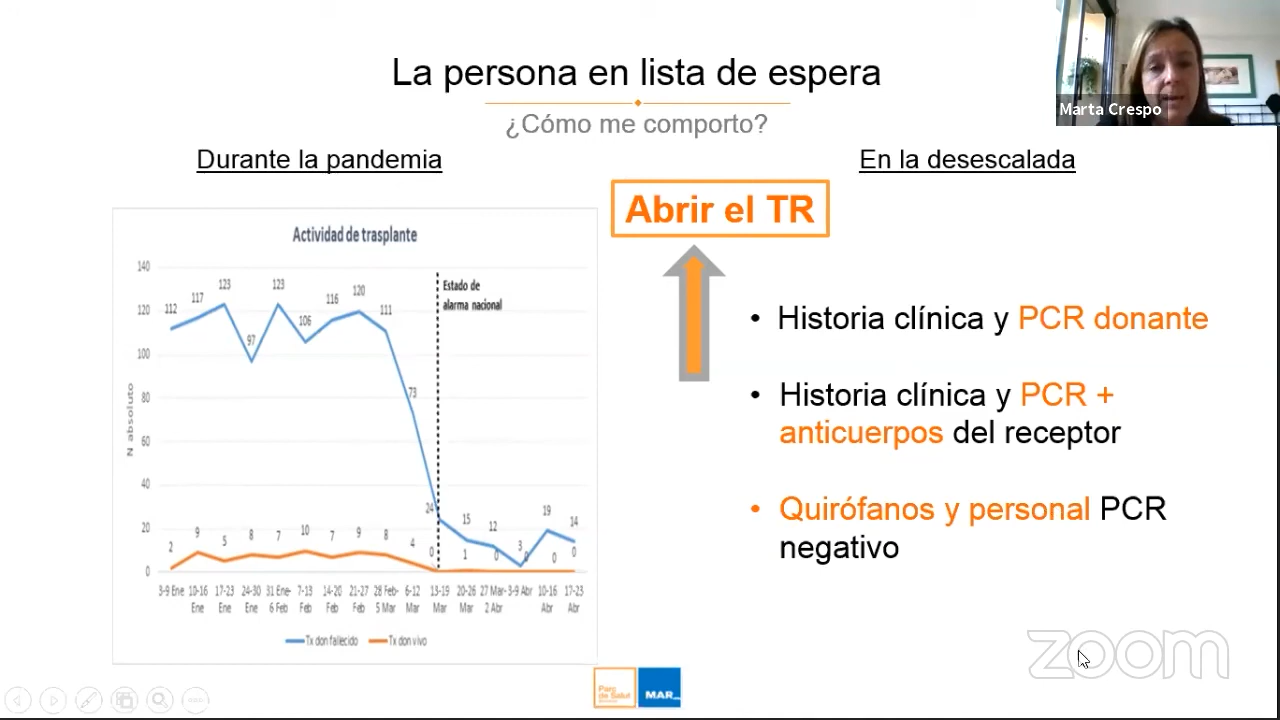 La persona en lista de espera
¿Cómo me comporto?
Marta Crespo
Durante la pandemia
En la desescalada
Abrir el TR
Actividad de trasplante
Estado de
alarma nacional
N absoluto
140
120
100
80
60
40
20
0
112 117 123 97 123 106 116 120 111 73 24 15 12 3 19 14
2 9 5 8 7 10 7 9 8 4 0 1 0 0 0 0
3-9 Ene 10-16 17-23 24-30 31 Ene- 7-13 14-20 21-27 28 Feb- 6-12 13-19 20-26 27 Mar- 3-9 Abr 10-16 17-23
Ene Ene Ene 6 Feb Feb Feb Feb 5 Mar Mar Mar Mar 2 Abr Abr Abr
Tx don fallecido Tx don vivo
• Historia clínica y PCR donante
• Historia clínica y PCR +
anticuerpos del receptor
• Quirófanos y personal PCR
negativo
zoom
Parc
de Salut
MAR